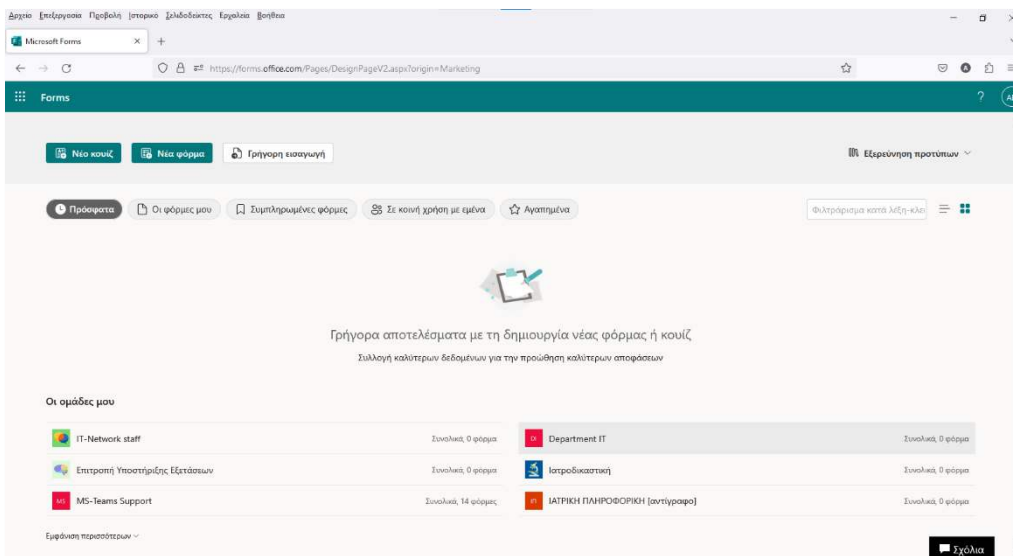 Αρχείο Επεξεργασία Προβολή Ιστορικό Σελιδοδείκτες Εργαλεία Βοήθεια
Microsoft Forms
https://forms.office.com/Pages/DesignPageV2.aspx?origin=Marketing
Forms
?
Νέο κουίζ Νέα φόρμα Γρήγορη εισαγωγή Εξερεύνηση προτύπων
Πρόσφατα Οι φόρμες μου Συμπληρωμένες φόρμες Σε κοινή χρήση με εμένα Αγαπημένα Φιλτράρισμα κατά λέξη-κλει
Γρήγορα αποτελέσματα με τη δημιουργία νέας φόρμας ή κουίζ
Συλλογή καλύτερων δεδομένων για την προώθηση καλύτερων αποφάσεων
Οι ομάδες μου
IT-Network staff Συνολικά, 0 φόρμα DI Department IT Συνολικά, 0 φόρμα
Επιτροπή Υποστήριξης Εξετάσεων Συνολικά, 0 φόρμα Ιατροδικαστική Συνολικά, 0 φόρμα
MS MS-Teams Support Συνολικά, 14 φόρμες ΙΠ ΙΑΤΡΙΚΗ ΠΛΗΡΟΦΟΡΙΚΗ [αντίγραφο] Συνολικά, 0 φόρμα
Εμφάνιση περισσότερων
Σχόλια